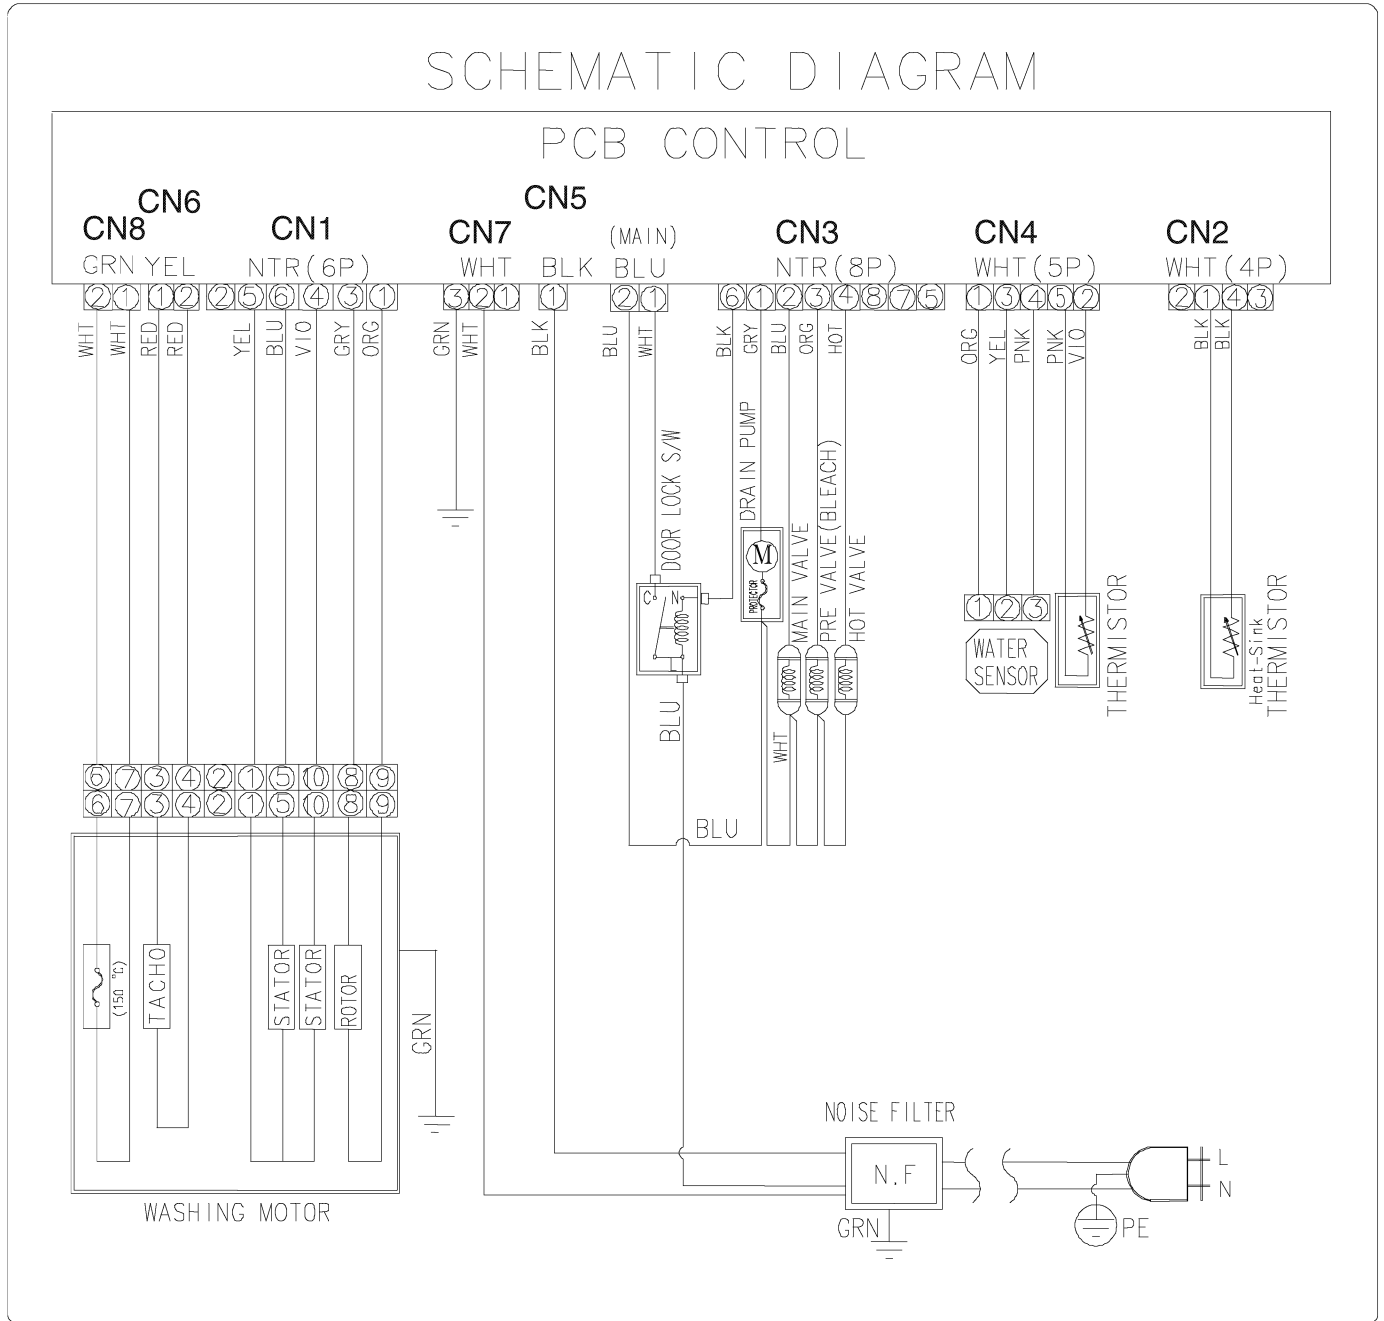 SCHEMATIC DIAGRAM
PCB CONTROL
CN6
CN5
CN8 CN1 CN7 (MAIN) CN3 CN4 CN2
GRN YEL NTR(6P) WHT BLK BLU NTR(8P) WHT(5P) WHT(4P)
2 1 1 2 2 5 6 4 3 1 3 2 1 1 2 1 6 1 2 3 4 8 7 5 1 3 4 5 2 2 1 4 3
WHT WHT RED RED YEL BLU VIO GRY ORG GRN WHT BLK BLU WHT BLK GRY BLU ORG HOT ORG YEL PNK PNK VIO BLK BLK
DOOR LOCK S/W
DRAIN PUMP
MAIN VALVE
PRE VALVE(BLEACH)
HOT VALVE
M
PROTECTOR
C N
L
BLU
WHT
BLU
1 2 3
WATER
SENSOR
THERMISTOR
Heat-Sink
THERMISTOR
6 7 3 4 2 1 5 10 8 9
6 7 3 4 2 1 5 10 8 9
(150 °C)
TACHO
STATOR
STATOR
ROTOR
GRN
WASHING MOTOR
NOISE FILTER
N.F
GRN
L
N
PE